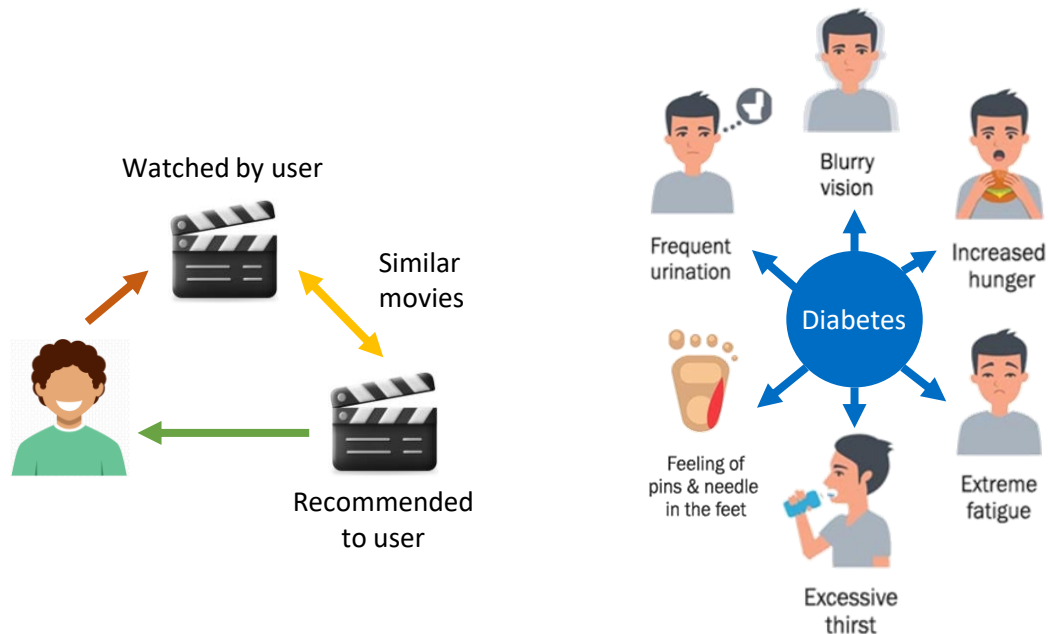 Watched by user
Similar
movies
Recommended
to user
Blurry
vision
Frequent
urination
Increased
hunger
Diabetes
Feeling of
pins & needle
in the feet
Extreme
fatigue
Excessive
thirst